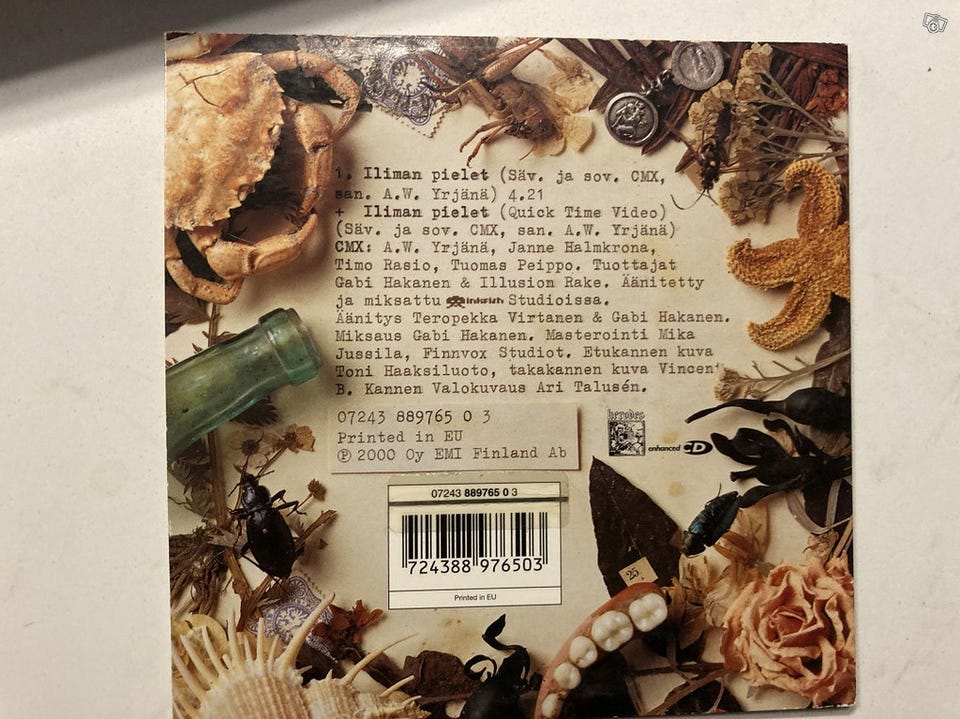 1. Iliman pielet (Säv. ja sov. CMX,
san. A.W. Yrjänä) 4.21
+ Iliman pielet (Quick Time Video)
(Säv. ja sov. CMX, san. A.W. Yrjänä)
CMX: A.W. Yrjänä, Janne Halmkrona,
Timo Rasio, Tuomas Peippo. Tuottajat
Gabi Hakanen & Illusion Rake. Äänitetty
ja miksattu Studioissa.
Äänitys Teropekka Virtanen & Gabi Hakanen.
Miksaus Gabi Hakanen. Masterointi Mika
Jussila, Finnvox Studiot. Etukannen kuva
Toni Haaksiluoto, takakannen kuva Vincent
B. Kannen Valokuvaus Ari Talusén.
07243 889765 0 3
Printed in EU
Ⓟ 2000 Oy EMI Finland Ab
herodes
enhanced CD
07243 889765 0 3
724388 976503
Printed in EU
25.